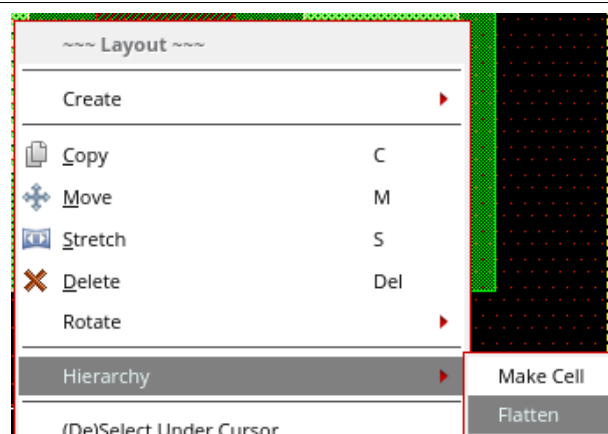 ~~~ Layout ~~~
Create
Copy C
Move M
Stretch S
Delete Del
Rotate
Hierarchy Make Cell
Flatten
(De)Select Under Cursor